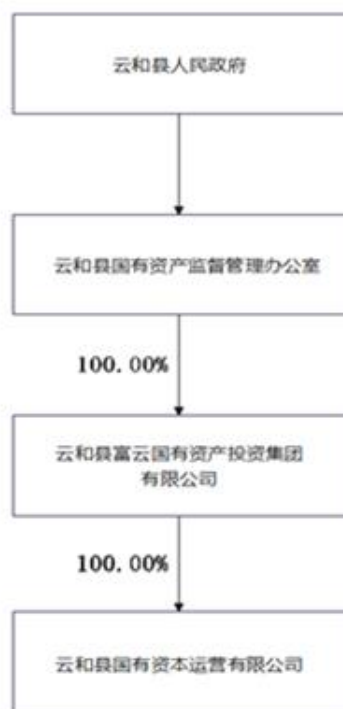 云和县人民政府
云和县国有资产监督管理办公室
100.00%
云和县富云国有资产投资集团
有限公司
100.00%
云和县国有资本运营有限公司